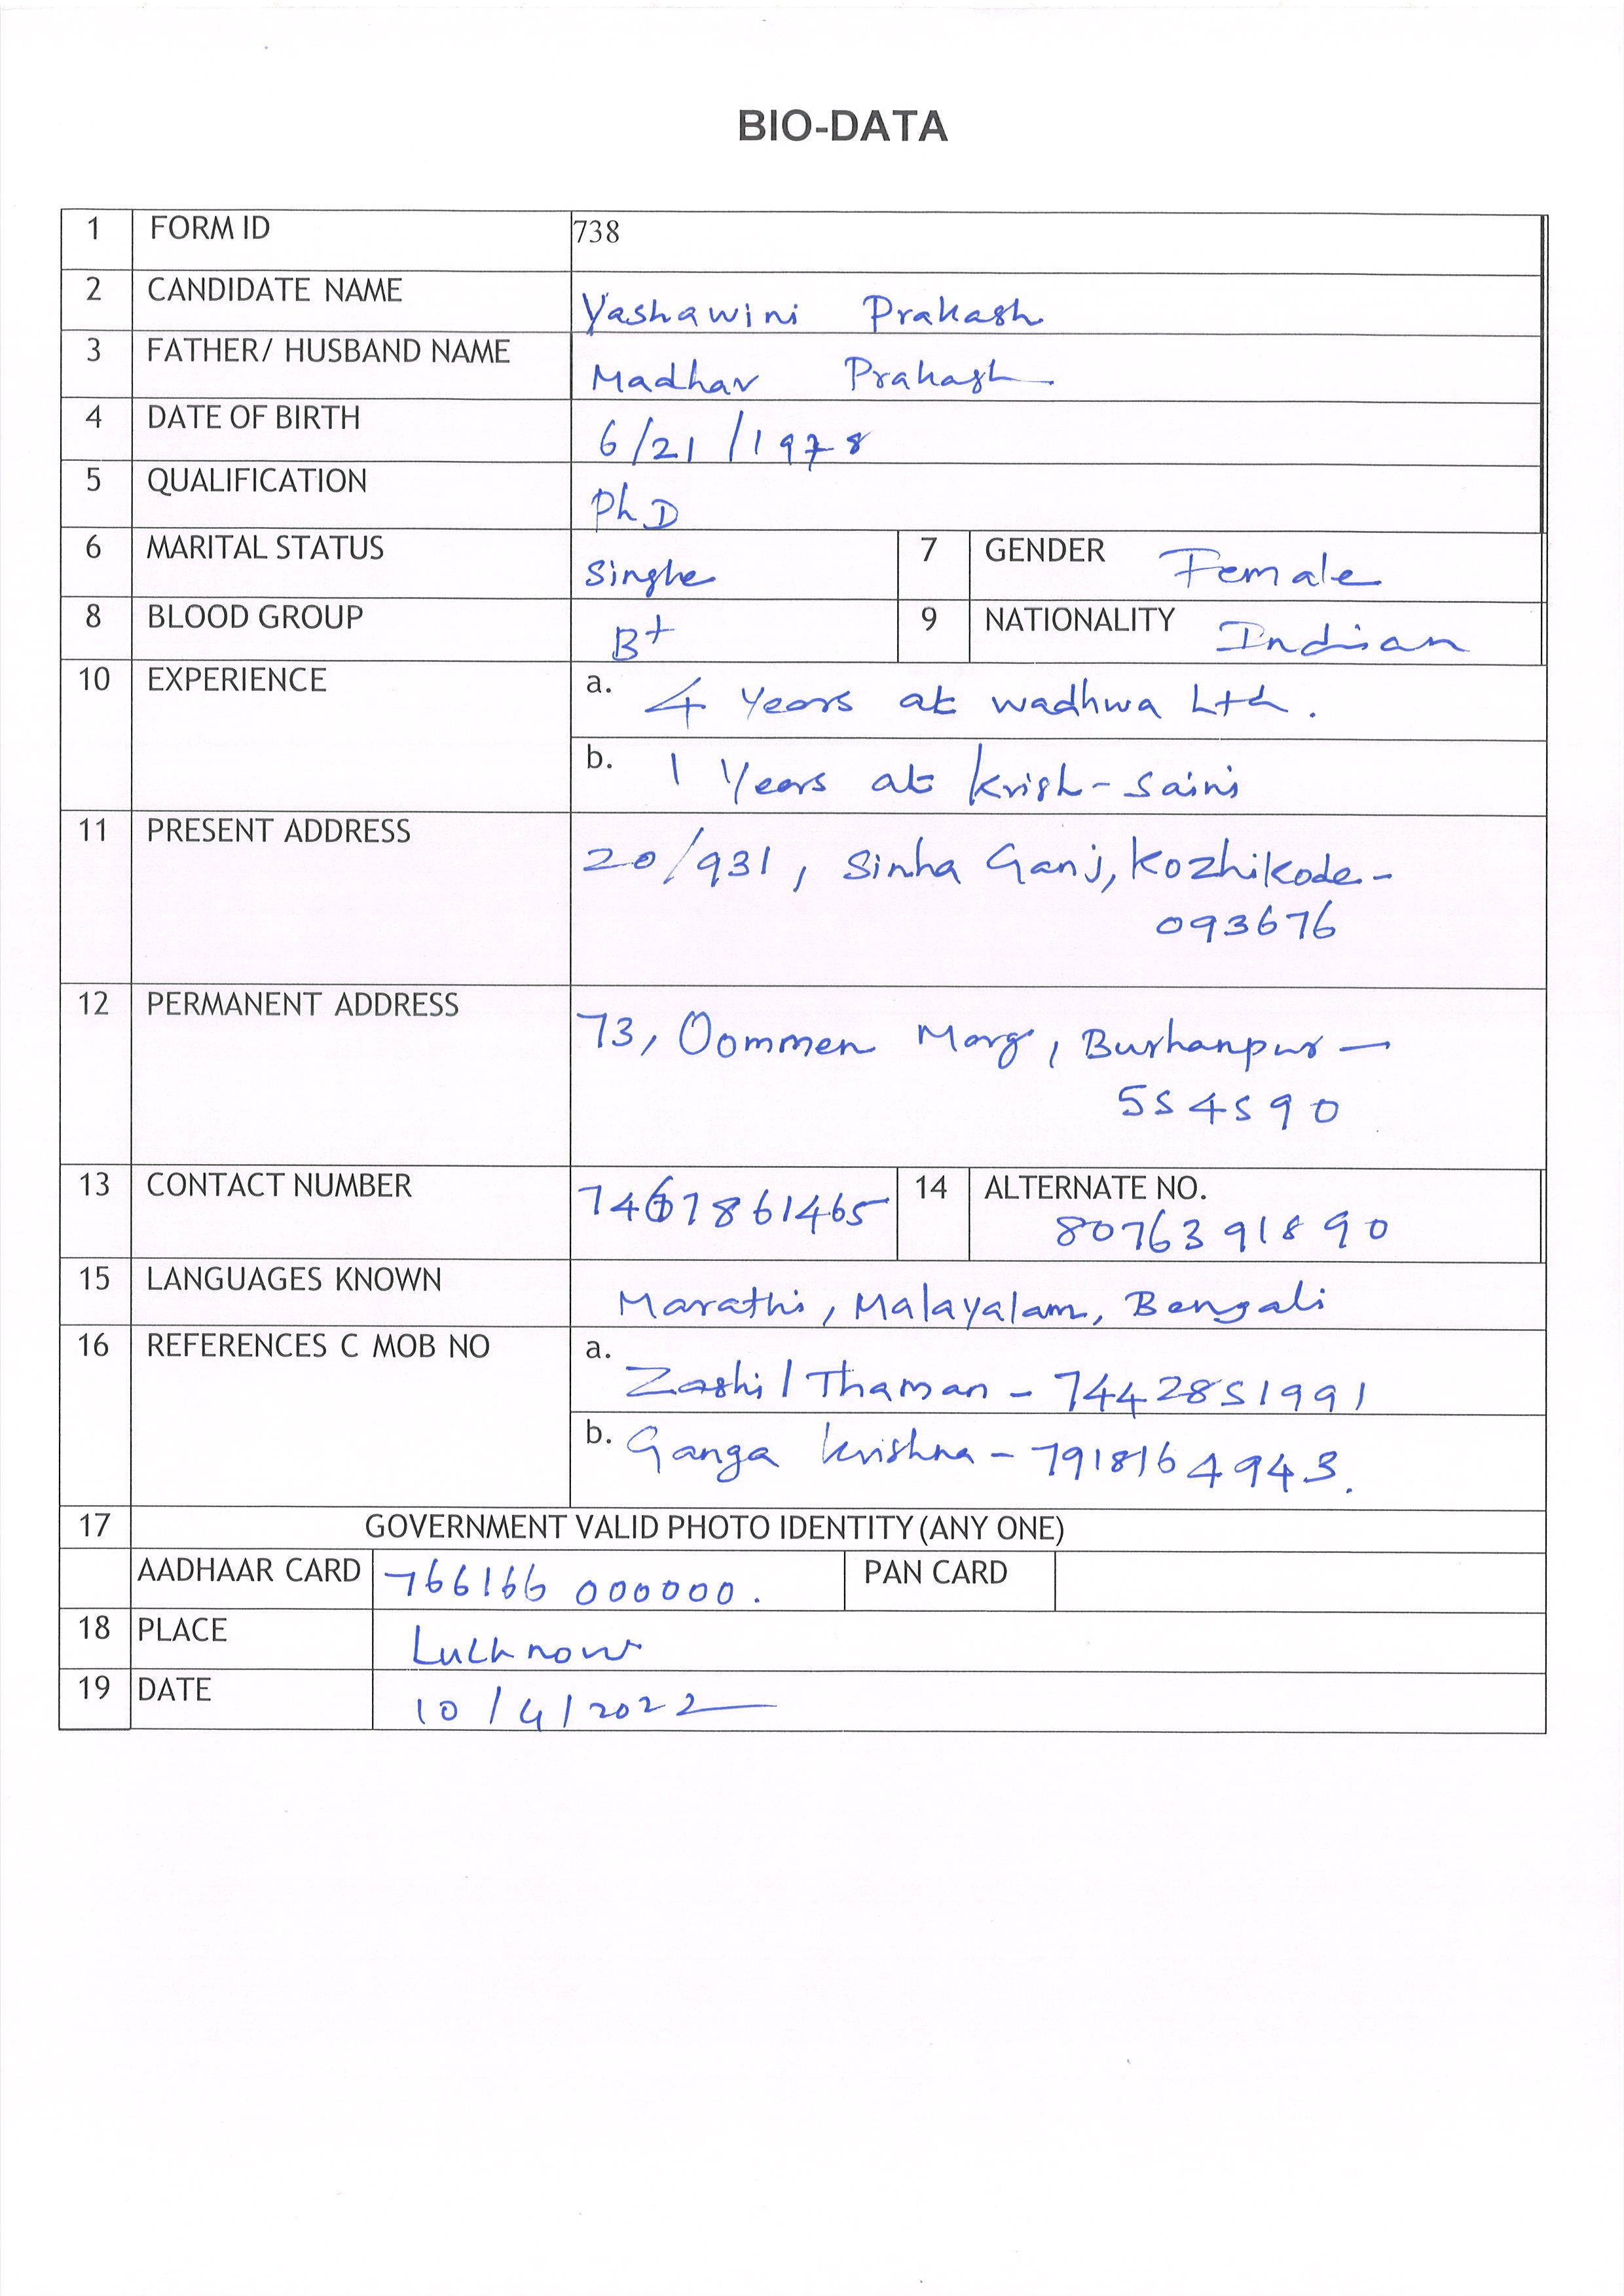 BIO-DATA
1 FORM ID 738
2 CANDIDATE NAME Yashawini Prakash
3 FATHER/ HUSBAND NAME Madhav Prakash
4 DATE OF BIRTH 6/21/1978
5 QUALIFICATION PhD
6 MARITAL STATUS Single 7 GENDER Female
8 BLOOD GROUP B+ 9 NATIONALITY Indian
10 EXPERIENCE a. 4 Years at Wadhwa Ltd.
b. 1 Years at Krish-Saini
11 PRESENT ADDRESS 20/931, Sinha Ganj, Kozhikode-
093676
12 PERMANENT ADDRESS 73, Oommen Marg, Burhanpur-
554590
13 CONTACT NUMBER 7461861465 14 ALTERNATE NO.
8076391890
15 LANGUAGES KNOWN Marathi, Malayalam, Bengali
16 REFERENCES C MOB NO a.
Zashil Thaman - 7442851991
b. Ganga Krishna - 7918164943.
17 GOVERNMENT VALID PHOTO IDENTITY (ANY ONE)
AADHAAR CARD 766166 000000. PAN CARD
18 PLACE Lucknow
19 DATE 10/4/2022